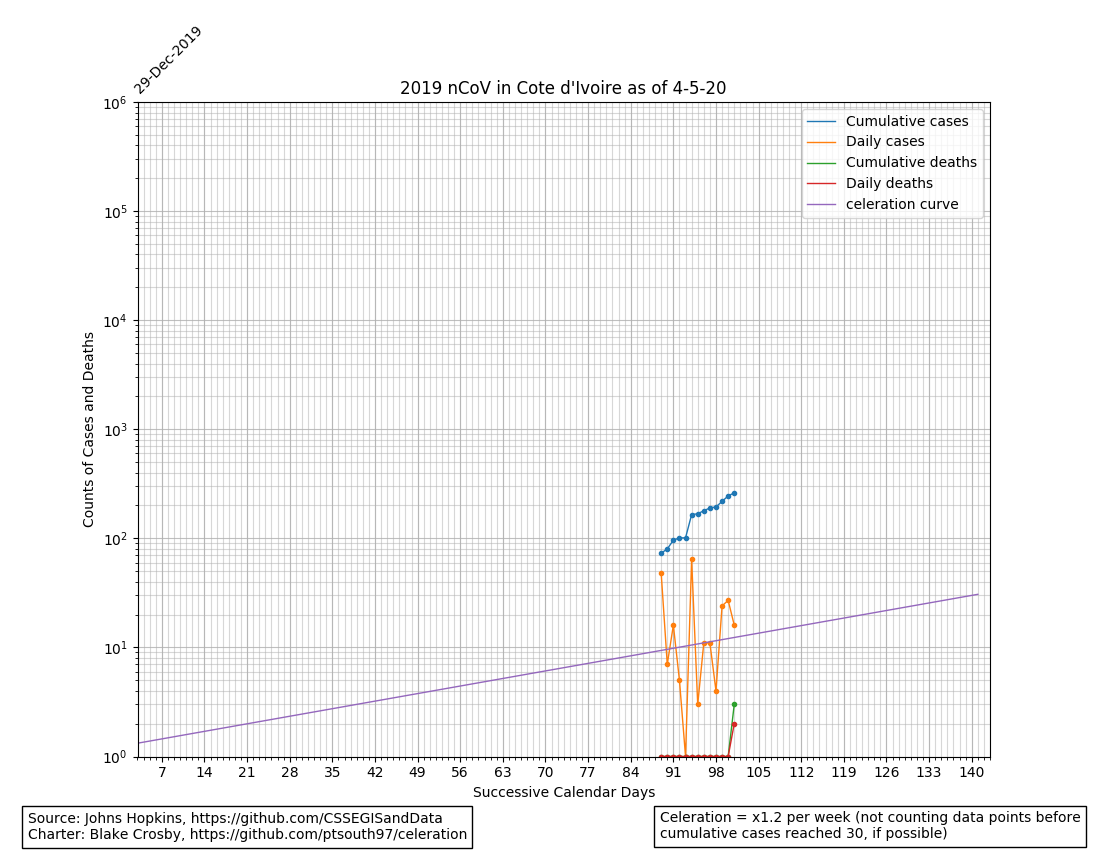 29-Dec-2019
2019 nCoV in Cote d'Ivoire as of 4-5-20
Cumulative cases
Daily cases
Cumulative deaths
Daily deaths
celeration curve
Counts of Cases and Deaths
10^6
10^5
10^4
10^3
10^2
10^1
10^0
7 14 21 28 35 42 49 56 63 70 77 84 91 98 105 112 119 126 133 140
Successive Calendar Days
Source: Johns Hopkins, https://github.com/CSSEGISandData
Charter: Blake Crosby, https://github.com/ptsouth97/celeration
Celeration = x1.2 per week (not counting data points before
cumulative cases reached 30, if possible)